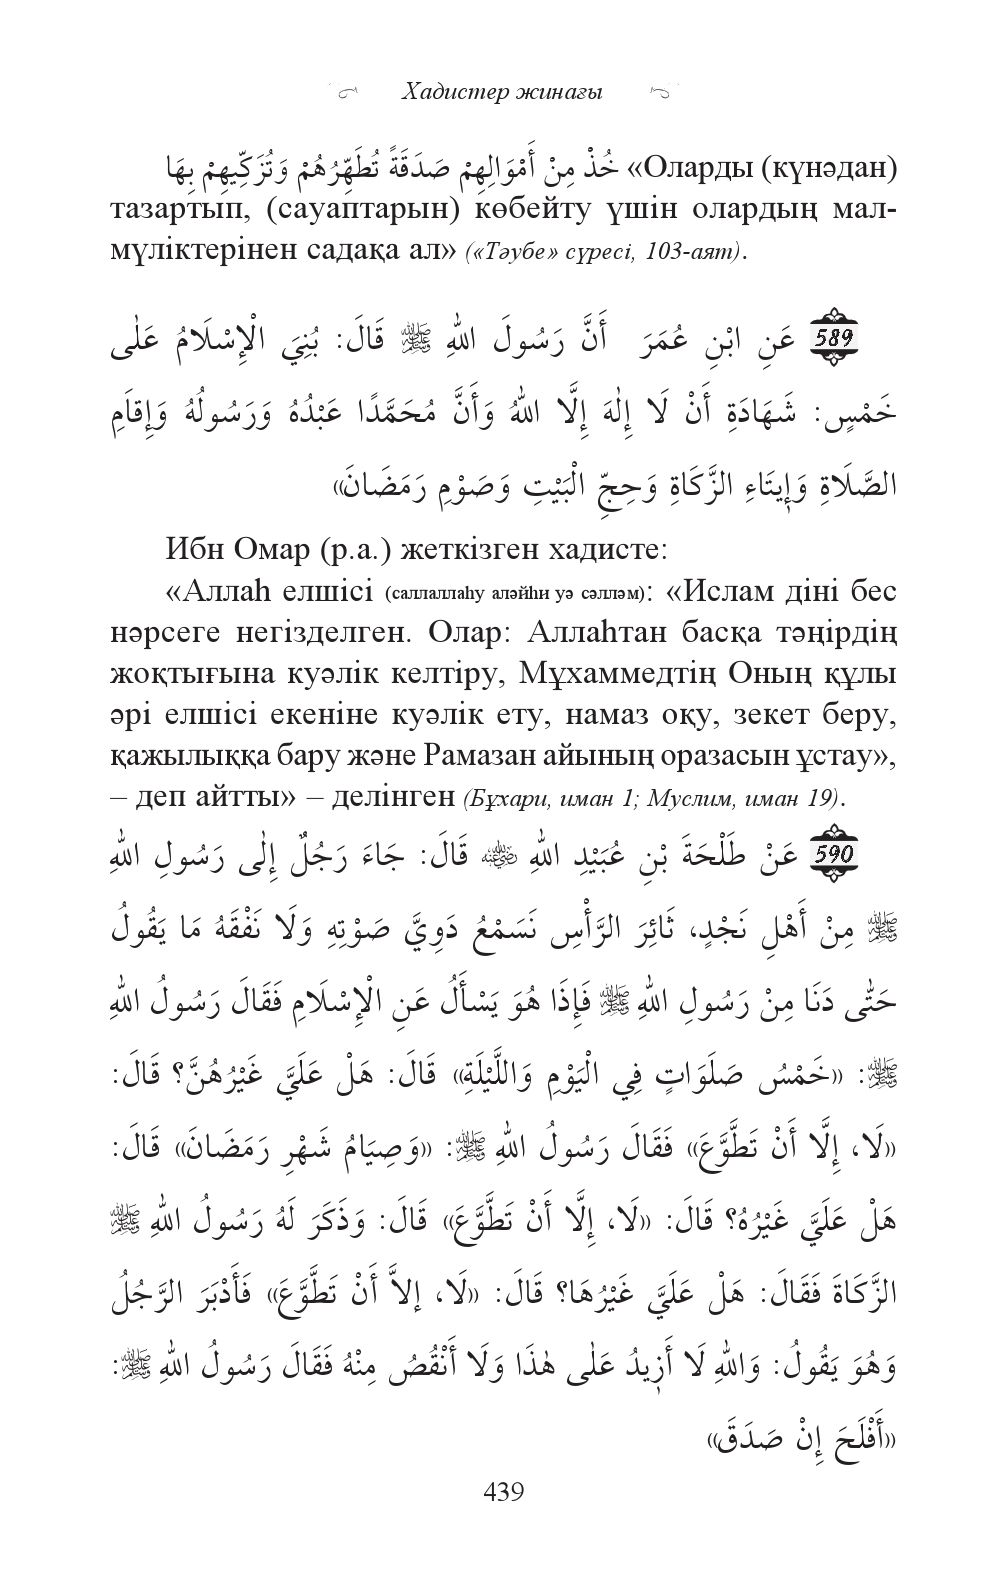 Хадистер жинағы
خُذْ مِنْ أَمْوَالِهِمْ صَدَقَةً تُطَهِّرُهُمْ وَتُزَكِّيهِمْ بِهَا «Оларды (күнәдан)
тазартып, (сауаптарын) көбейту үшін олардың мал-
мүліктерінен садақа ал» («Тәубе» сүресі, 103-аят).
589 عَنِ ابْنِ عُمَرَ أَنَّ رَسُولَ اللهِ ﷺ قَالَ: بُنِيَ الْإِسْلَامُ عَلٰى
خَمْسٍ: شَهَادَةِ أَنْ لَا إِلٰهَ إِلَّا اللهُ وَأَنَّ مُحَمَّدًا عَبْدُهُ وَرَسُولُهُ وَإِقَامِ
الصَّلَاةِ وَإِيتَاءِ الزَّكَاةِ وَحِجِّ الْبَيْتِ وَصَوْمِ رَمَضَانَ»
Ибн Омар (р.а.) жеткізген хадисте:
«Аллаһ елшісі (саллаллаһу аләйһи уә сәлләм): «Ислам діні бес
нәрсеге негізделген. Олар: Аллаһтан басқа тәңірдің
жоқтығына куәлік келтіру, Мұхаммедтің Оның құлы
әрі елшісі екеніне куәлік ету, намаз оқу, зекет беру,
қажылыққа бару және Рамазан айының оразасын ұстау»,
– деп айтты» – делінген (Бұхари, иман 1; Муслим, иман 19).
590 عَنْ طَلْحَةَ بْنِ عُبَيْدِ اللهِ ؓ قَالَ: جَاءَ رَجُلٌ إِلٰى رَسُولِ اللهِ
ﷺ مِنْ أَهْلِ نَجْدٍ، ثَائِرَ الرَّأْسِ نَسَمْعُ دَوِيَّ صَوْتِهِ وَلَا نَفْقَهُ مَا يَقُولُ
حَتّٰى دَنَا مِنْ رَسُولِ اللهِ ﷺ فَإِذَا هُوَ يَسْأَلُ عَنِ الْإِسْلَامِ فَقَالَ رَسُولُ اللهِ
ﷺ: «خَمْسُ صَلَوَاتٍ فِي الْيَوْمِ وَاللَّيْلَةِ» قَالَ: هَلْ عَلَيَّ غَيْرُهُنَّ؟ قَالَ:
«لَا، إِلَّا أَنْ تَطَّوَّعَ» فَقَالَ رَسُولُ اللهِ ﷺ: «وَصِيَامُ شَهْرِ رَمَضَانَ» قَالَ:
هَلْ عَلَيَّ غَيْرُهُ؟ قَالَ: «لَا، إِلَّا أَنْ تَطَّوَّعَ» قَالَ: وَذَكَرَ لَهُ رَسُولُ اللهِ ﷺ
الزَّكَاةَ فَقَالَ: هَلْ عَلَيَّ غَيْرُهَا؟ قَالَ: «لَا، إِلاَّ أَنْ تَطَّوَّعَ» فَأَدْبَرَ الرَّجُلُ
وَهُوَ يَقُولُ: وَاللهِ لَا أَزِيدُ عَلٰى هٰذَا وَلَا أَنْقُصُ مِنْهُ فَقَالَ رَسُولُ اللهِ ﷺ:
«أَفْلَحَ إِنْ صَدَقَ»
439